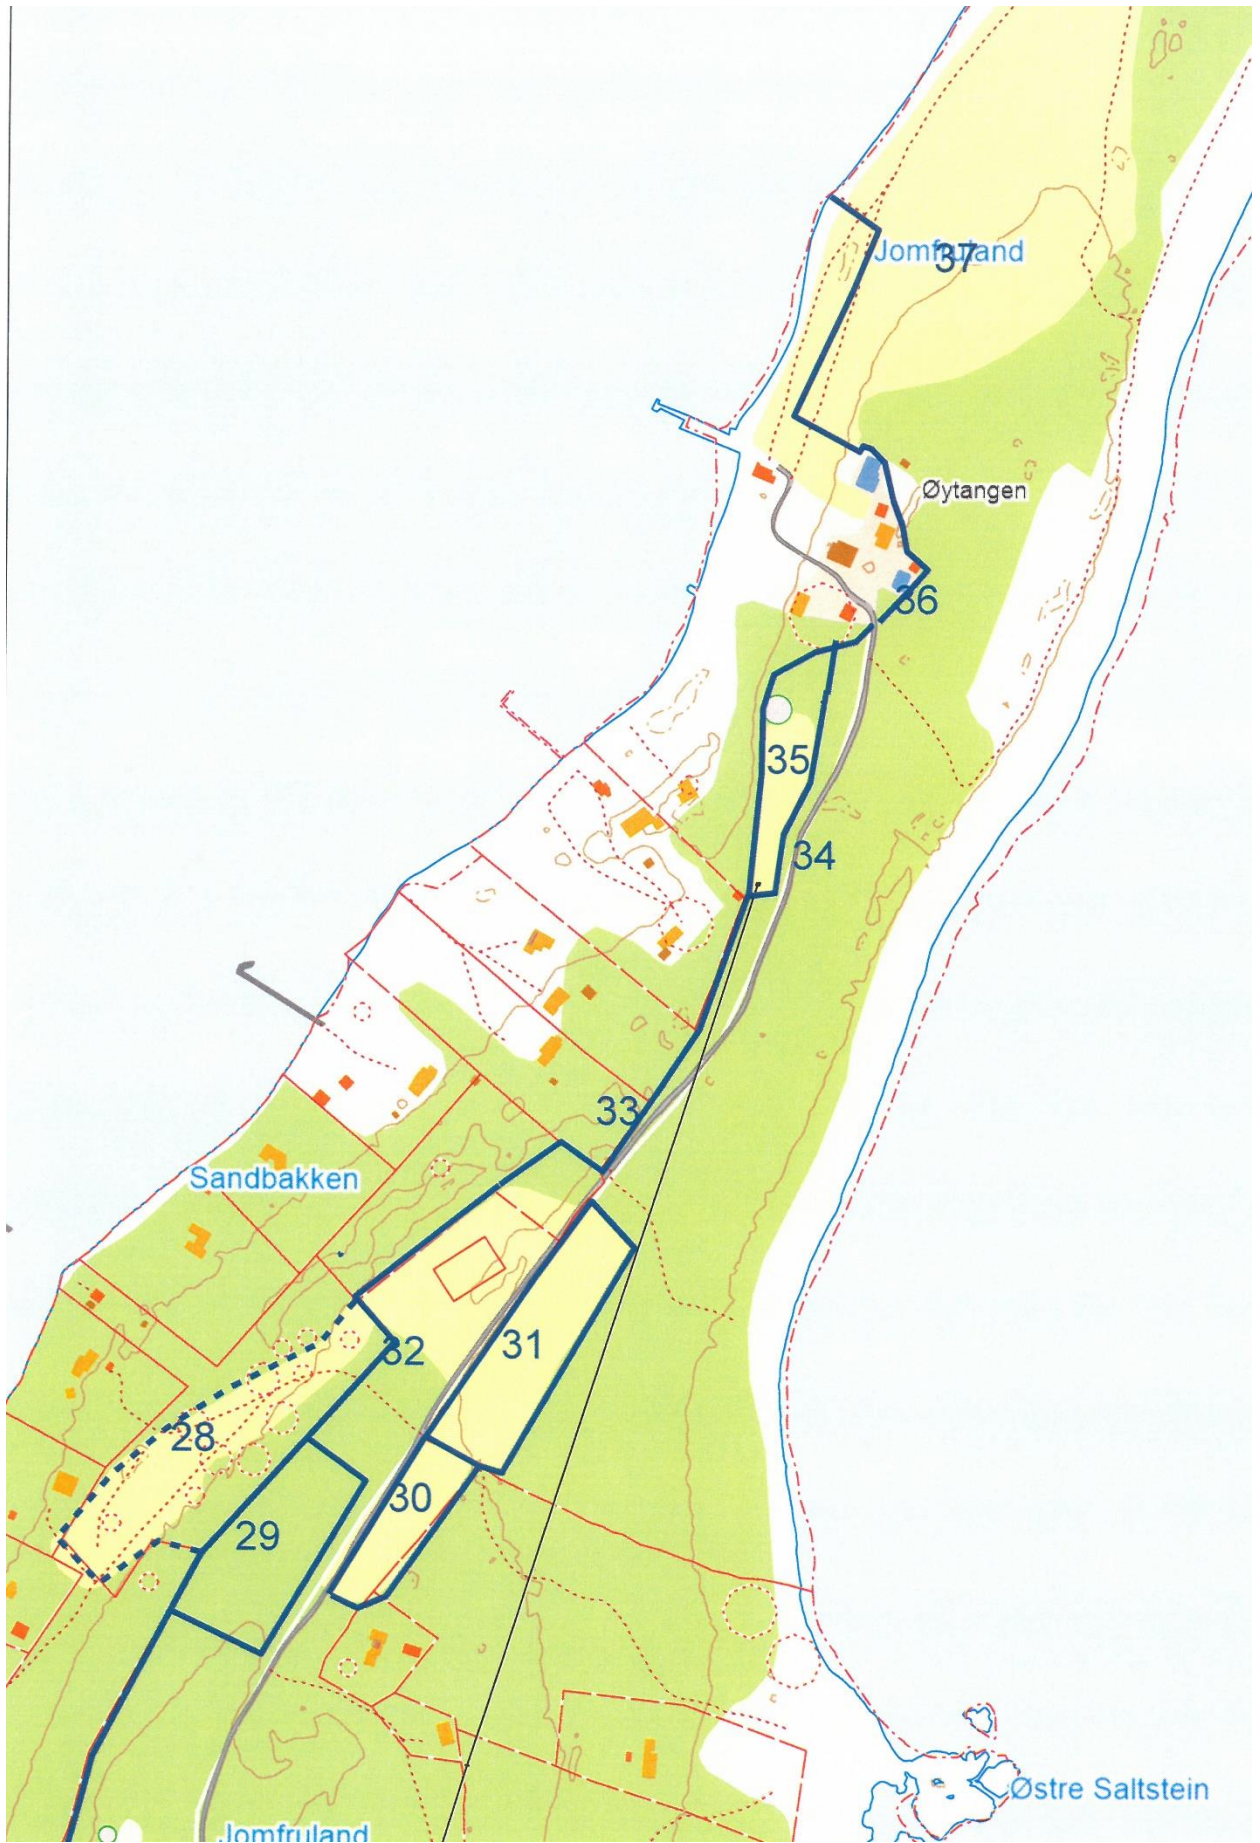 Jomfruland
37
Øytangen
36
35
34
33
Sandbakken
32
31
28
30
29
Østre Saltstein
Jomfruland